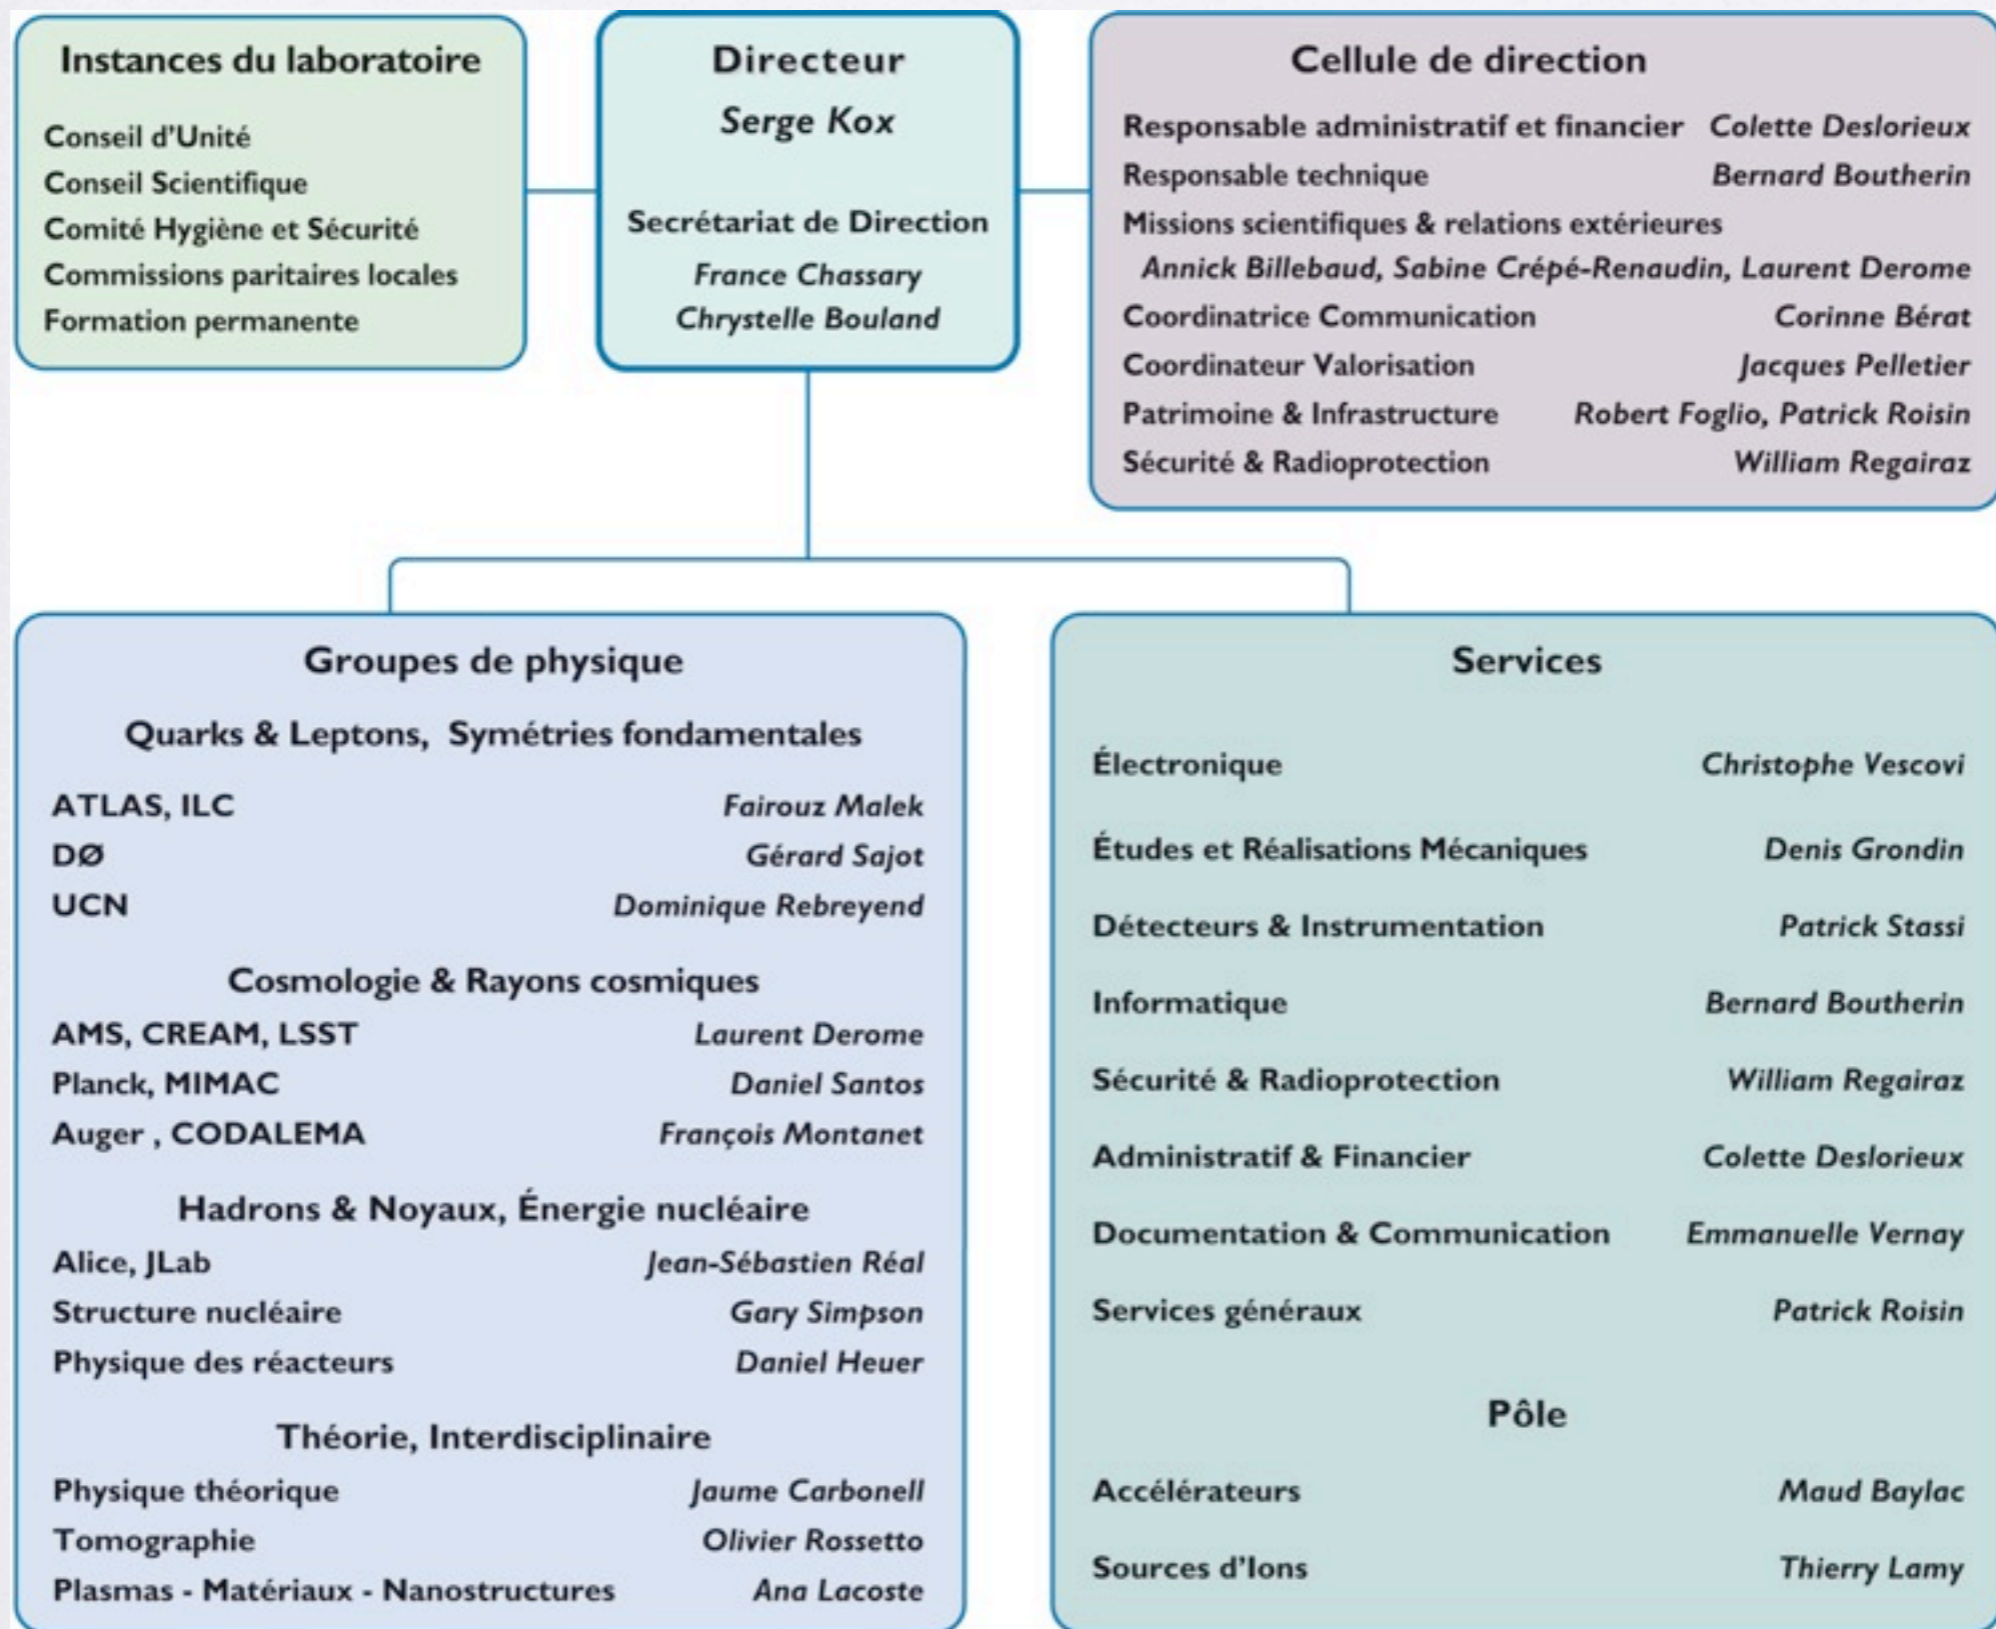 Instances du laboratoire
Conseil d'Unité
Conseil Scientifique
Comité Hygiène et Sécurité
Commissions paritaires locales
Formation permanente
Directeur
Serge Kox
Secrétariat de Direction
France Chassary
Chrystelle Bouland
Cellule de direction
Responsable administratif et financier Colette Deslorieux
Responsable technique Bernard Boutherin
Missions scientifiques & relations extérieures
Annick Billebaud, Sabine Crépé-Renaudin, Laurent Derome
Coordinatrice Communication Corinne Bérat
Coordinateur Valorisation Jacques Pelletier
Patrimoine & Infrastructure Robert Foglio, Patrick Roisin
Sécurité & Radioprotection William Regairaz
Groupes de physique
Quarks & Leptons, Symétries fondamentales
ATLAS, ILC Fairouz Malek
DØ Gérard Sajot
UCN Dominique Rebreyend
Cosmologie & Rayons cosmiques
AMS, CREAM, LSST Laurent Derome
Planck, MIMAC Daniel Santos
Auger , CODALEMA François Montanet
Hadrons & Noyaux, Énergie nucléaire
Alice, JLab Jean-Sébastien Réal
Structure nucléaire Gary Simpson
Physique des réacteurs Daniel Heuer
Théorie, Interdisciplinaire
Physique théorique Jaume Carbonell
Tomographie Olivier Rossetto
Plasmas - Matériaux - Nanostructures Ana Lacoste
Services
Électronique Christophe Vescovi
Études et Réalisations Mécaniques Denis Grondin
Détecteurs & Instrumentation Patrick Stassi
Informatique Bernard Boutherin
Sécurité & Radioprotection William Regairaz
Administratif & Financier Colette Deslorieux
Documentation & Communication Emmanuelle Vernay
Services généraux Patrick Roisin
Pôle
Accélérateurs Maud Baylac
Sources d'Ions Thierry Lamy